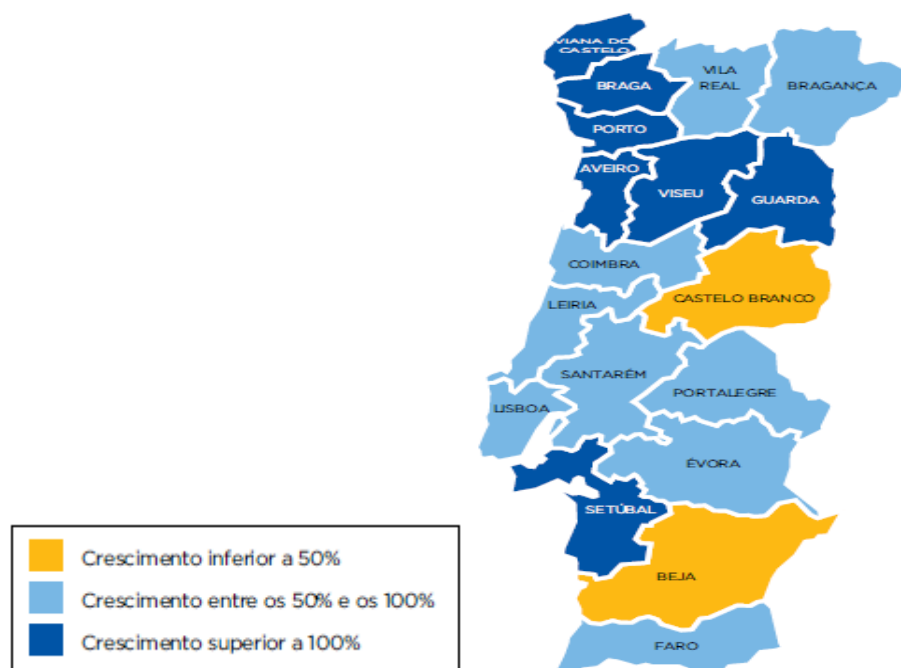 VIANA DO
CASTELO
BRAGA
VILA
REAL
BRAGANÇA
PORTO
AVEIRO
VISEU
GUARDA
COIMBRA
CASTELO BRANCO
LEIRIA
SANTARÉM
PORTALEGRE
LISBOA
ÉVORA
SETÚBAL
BEJA
FARO
Crescimento inferior a 50%
Crescimento entre os 50% e os 100%
Crescimento superior a 100%